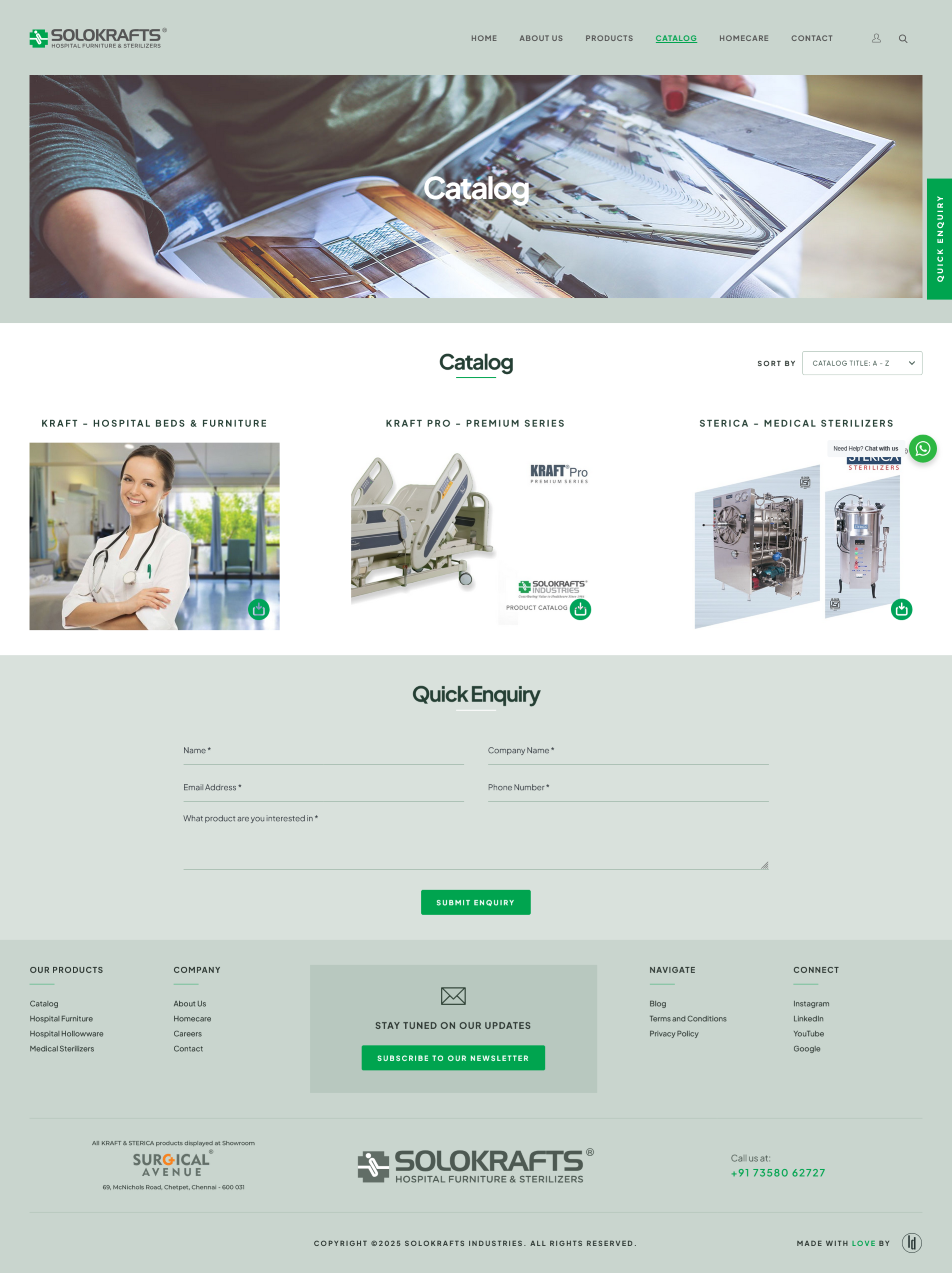 SOLOKRAFTS®
HOSPITAL FURNITURE & STERILIZERS
HOME ABOUT US PRODUCTS CATALOG HOMECARE CONTACT
Catalog
QUICK ENQUIRY
Catalog
SORT BY CATALOG TITLE: A - Z
KRAFT – HOSPITAL BEDS & FURNITURE
KRAFT PRO – PREMIUM SERIES
KRAFT® Pro
PREMIUM SERIES
SOLOKRAFTS®
INDUSTRIES
PRODUCT CATALOG
STERICA – MEDICAL STERILIZERS
Need Help? Chat with us
STERICA
STERILIZERS
Quick Enquiry
Name *
Company Name *
Email Address *
Phone Number *
What product are you interested in *
SUBMIT ENQUIRY
OUR PRODUCTS
Catalog
Hospital Furniture
Hospital Hollowware
Medical Sterilizers
COMPANY
About Us
Homecare
Careers
Contact
STAY TUNED ON OUR UPDATES
SUBSCRIBE TO OUR NEWSLETTER
NAVIGATE
Blog
Terms and Conditions
Privacy Policy
CONNECT
Instagram
LinkedIn
YouTube
Google
All KRAFT & STERICA products displayed at Showroom
SURGICAL®
AVENUE
69, McNichols Road, Chetpet, Chennai - 600 031
SOLOKRAFTS®
HOSPITAL FURNITURE & STERILIZERS
Call us at:
+91 73580 62727
COPYRIGHT ©2025 SOLOKRAFTS INDUSTRIES. ALL RIGHTS RESERVED.
MADE WITH LOVE BY